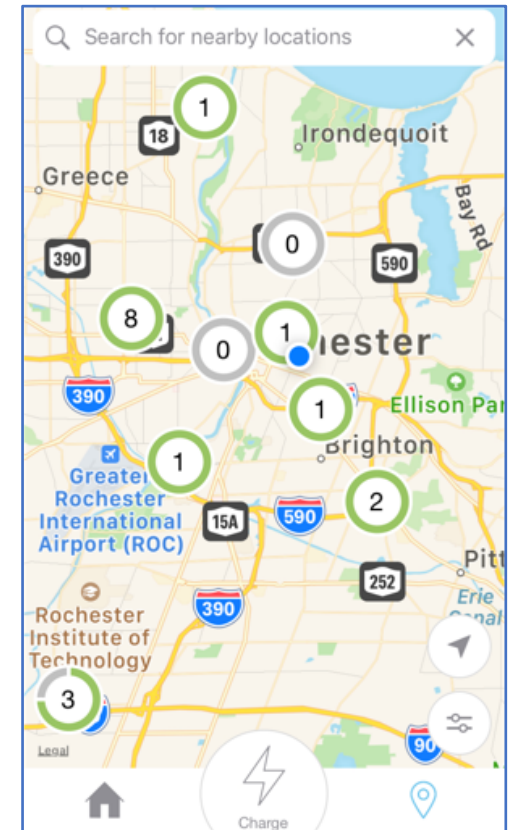 Search for nearby locations
1
18
Irondequoit
Greece
Bay Rd
0
390
590
8
1
hester
0
390
1
Ellison Par
Brighton
1
Greater
Rochester
International
Airport (ROC)
2
15A
590
252
Pitt
Erie
Canal
390
Rochester
Institute of
Technology
3
90
Legal
Charge